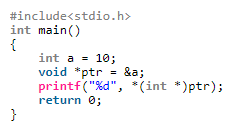 #include<stdio.h>
int main()
{
    int a = 10;
    void *ptr = &a;
    printf("%d", *(int *)ptr);
    return 0;
}